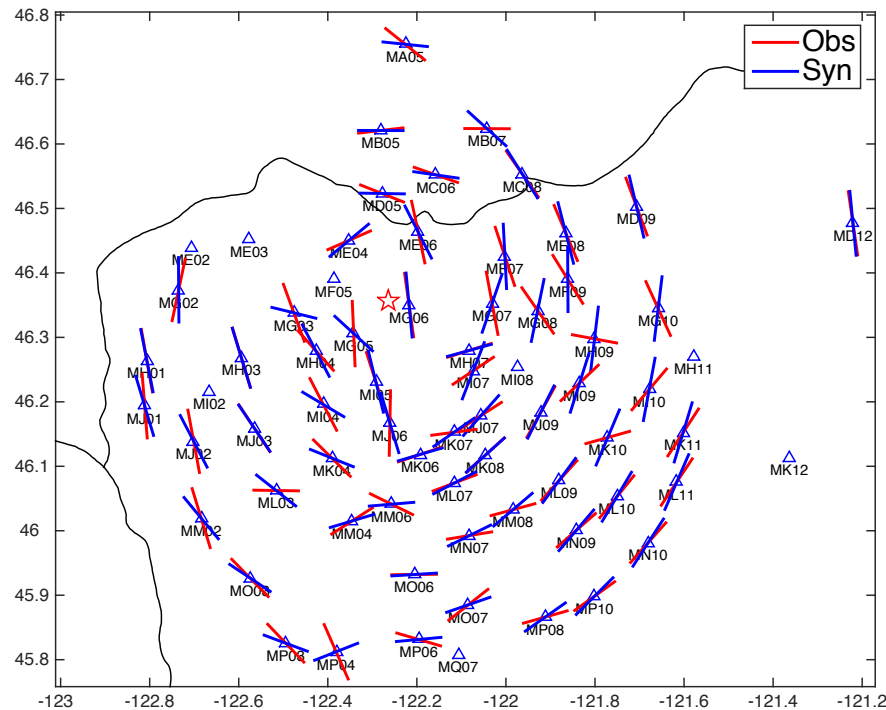 46.8
46.7
46.6
46.5
46.4
46.3
46.2
46.1
46
45.9
45.8
Obs
Syn
MA05
MB05
MB07
MC06
MC08
MD05
MD09
MD12
ME02
ME03
ME04
ME06
ME08
MF05
MF07
MF09
MG02
MG03
MG05
MG06
MG07
MG08
MG10
MH01
MH03
MH04
MH07
MH09
MH11
MI02
MI04
MI05
MI07
MI08
MI09
MI10
MJ01
MJ02
MJ03
MJ06
MJ07
MJ09
MK04
MK06
MK07
MK08
MK10
MK11
MK12
ML03
ML07
ML09
ML10
ML11
MM02
MM04
MM06
MM08
MN07
MN09
MN10
MO03
MO06
MO07
MP03
MP04
MP06
MP08
MP10
MQ07
-123
-122.8
-122.6
-122.4
-122.2
-122
-121.8
-121.6
-121.4
-121.2